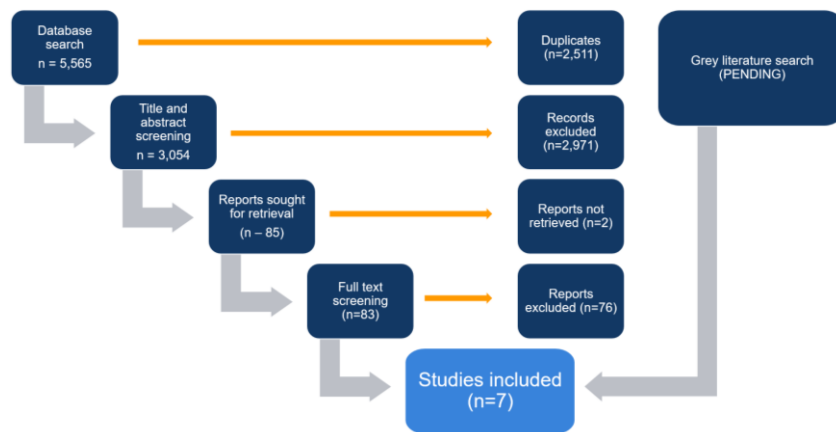 Database
search
n = 5,565
Duplicates
(n=2,511)
Grey literature search
(PENDING)
Title and
abstract
screening
n = 3,054
Records
excluded
(n=2,971)
Reports sought
for retrieval
(n – 85)
Reports not
retrieved (n=2)
Full text
screening
(n=83)
Reports
excluded (n=76)
Studies included
(n=7)